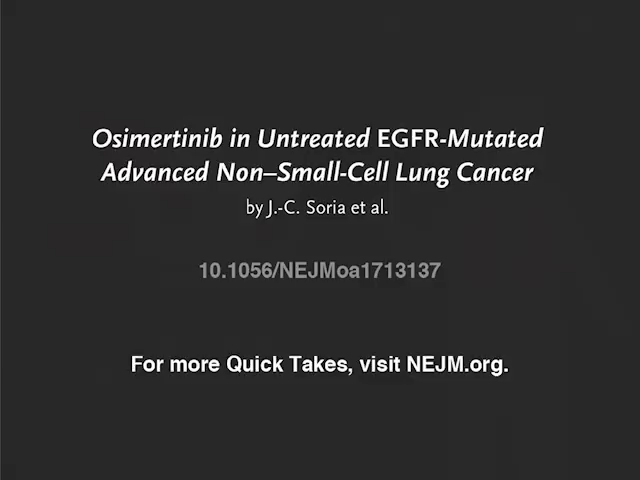 Osimertinib in Untreated EGFR-Mutated
Advanced Non–Small-Cell Lung Cancer
by J.-C. Soria et al.
10.1056/NEJMoa1713137
For more Quick Takes, visit NEJM.org.